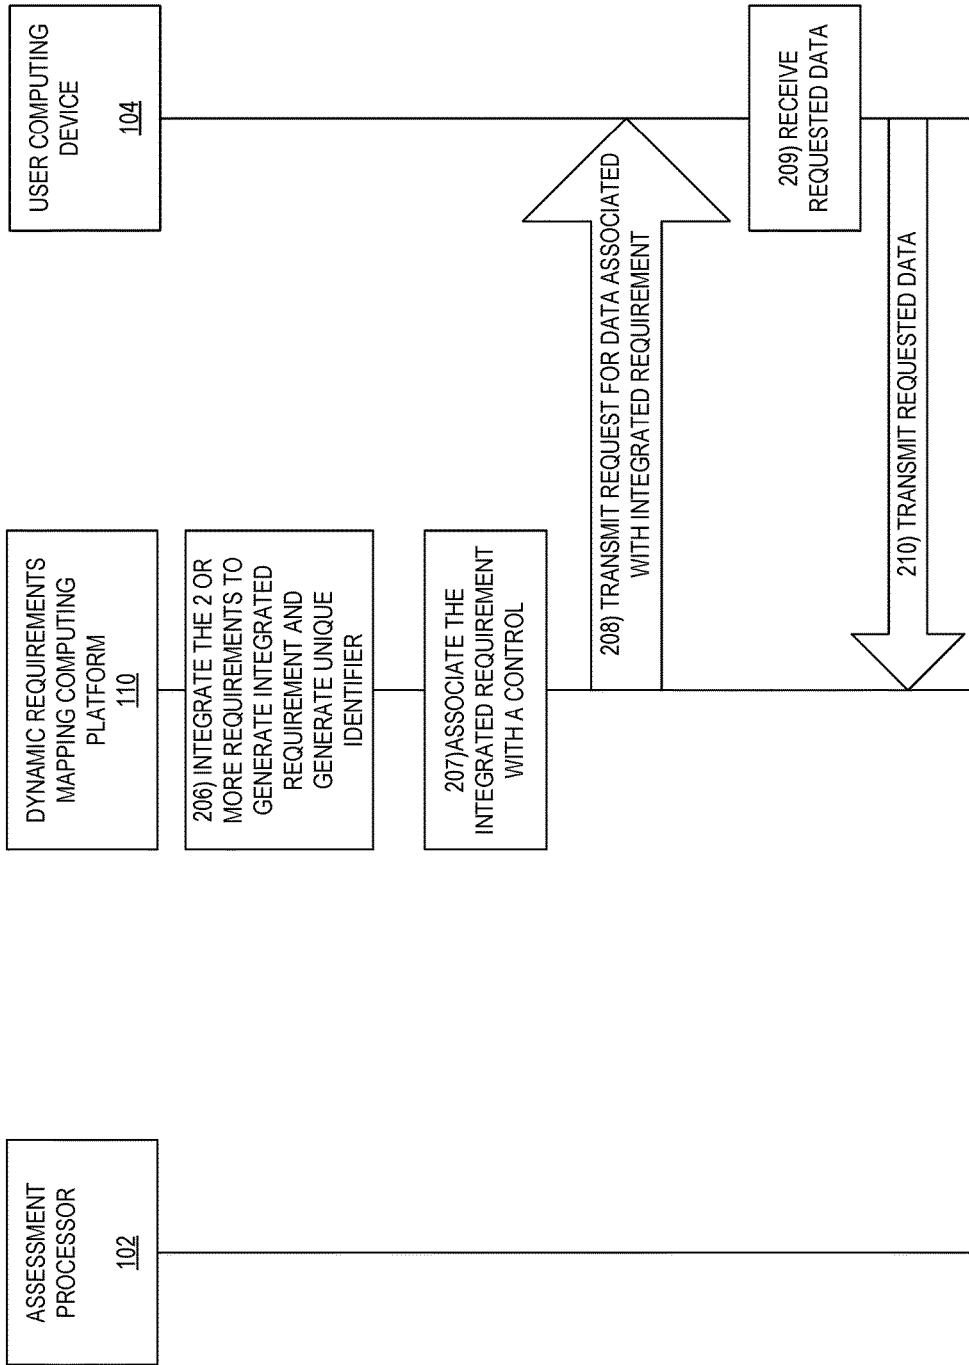 ASSESSMENT
PROCESSOR
102
DYNAMIC REQUIREMENTS
MAPPING COMPUTING
PLATFORM
110
USER COMPUTING
DEVICE
104
206) INTEGRATE THE 2 OR
MORE REQUIREMENTS TO
GENERATE INTEGRATED
REQUIREMENT AND
GENERATE UNIQUE
IDENTIFIER
207)ASSOCIATE THE
INTEGRATED REQUIREMENT
WITH A CONTROL
208) TRANSMIT REQUEST FOR DATA ASSOCIATED
WITH INTEGRATED REQUIREMENT
209) RECEIVE
REQUESTED DATA
210) TRANSMIT REQUESTED DATA